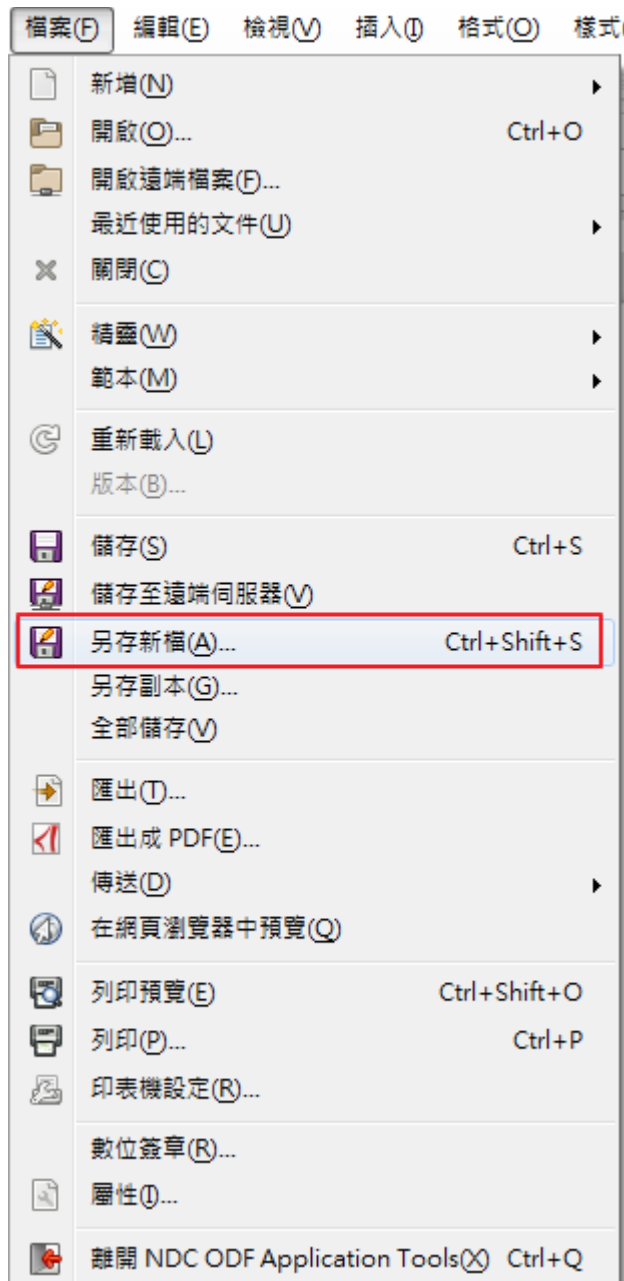 檔案(F) 編輯(E) 檢視(V) 插入(I) 格式(O) 樣式
新增(N)
開啟(O)... Ctrl+O
開啟遠端檔案(F)...
最近使用的文件(U)
關閉(C)
精靈(W)
範本(M)
重新載入(L)
版本(B)...
儲存(S) Ctrl+S
儲存至遠端伺服器(V)
另存新檔(A)... Ctrl+Shift+S
另存副本(G)...
全部儲存(V)
匯出(T)...
匯出成 PDF(E)...
傳送(D)
在網頁瀏覽器中預覽(Q)
列印預覽(E) Ctrl+Shift+O
列印(P)... Ctrl+P
印表機設定(R)...
數位簽章(R)...
屬性(I)...
離開 NDC ODF Application Tools(X) Ctrl+Q